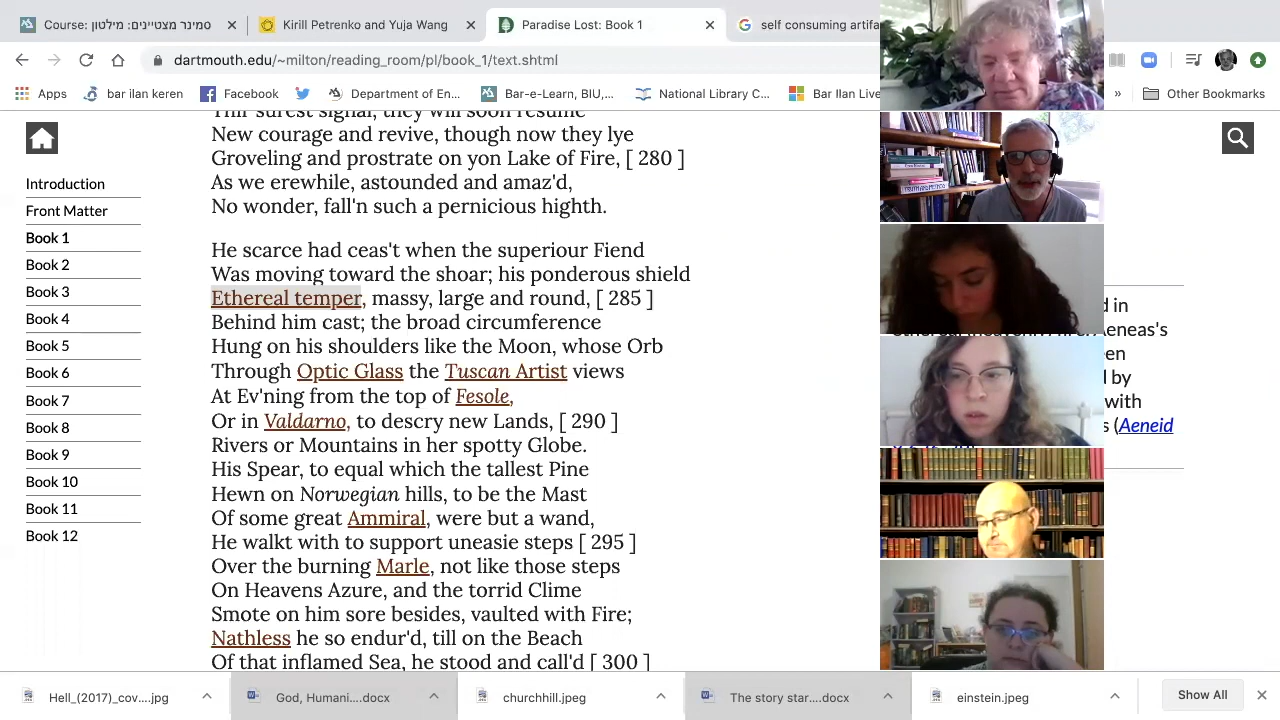 Course: סמינר מצטיינים: מילטון
Kirill Petrenko and Yuja Wang
Paradise Lost: Book 1
self consuming artifa
dartmouth.edu/~milton/reading_room/pl/book_1/text.shtml
Apps
bar ilan keren
Facebook
Department of En...
Bar-e-Learn, BIU,...
National Library C...
Bar Ilan Live
»
Other Bookmarks
Introduction
Front Matter
Book 1
Book 2
Book 3
Book 4
Book 5
Book 6
Book 7
Book 8
Book 9
Book 10
Book 11
Book 12
Thir surest signal, they will soon resume
New courage and revive, though now they lye
Groveling and prostrate on yon Lake of Fire, [ 280 ]
As we erewhile, astounded and amaz'd,
No wonder, fall'n such a pernicious highth.
He scarce had ceas't when the superiour Fiend
Was moving toward the shoar; his ponderous shield
Ethereal temper, massy, large and round, [ 285 ]
Behind him cast; the broad circumference
Hung on his shoulders like the Moon, whose Orb
Through Optic Glass the Tuscan Artist views
At Ev'ning from the top of Fesole,
Or in Valdarno, to descry new Lands, [ 290 ]
Rivers or Mountains in her spotty Globe.
His Spear, to equal which the tallest Pine
Hewn on Norwegian hills, to be the Mast
Of some great Ammiral, were but a wand,
He walkt with to support uneasie steps [ 295 ]
Over the burning Marle, not like those steps
On Heavens Azure, and the torrid Clime
Smote on him sore besides, vaulted with Fire;
Nathless he so endur'd, till on the Beach
Of that inflamed Sea, he stood and call'd [ 300 ]
d in
Aeneas's
een
d by
with
s (Aeneid
Hell_(2017)_cov....jpg
God, Humani....docx
churchhill.jpeg
The story star....docx
einstein.jpeg
Show All